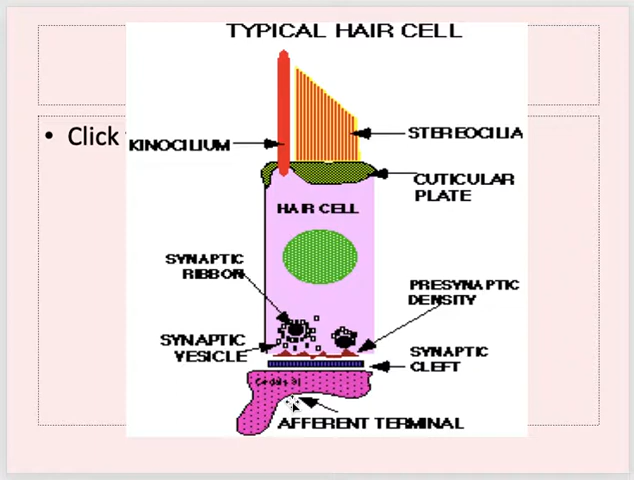 TYPICAL HAIR CELL
• Click
KINOCILIUM
STEREOCILIA
CUTICULAR
PLATE
HAIR CELL
SYNAPTIC
RIBBON
PRESYNAPTIC
DENSITY
SYNAPTIC
VESICLE
SYNAPTIC
CLEFT
AFFERENT TERMINAL